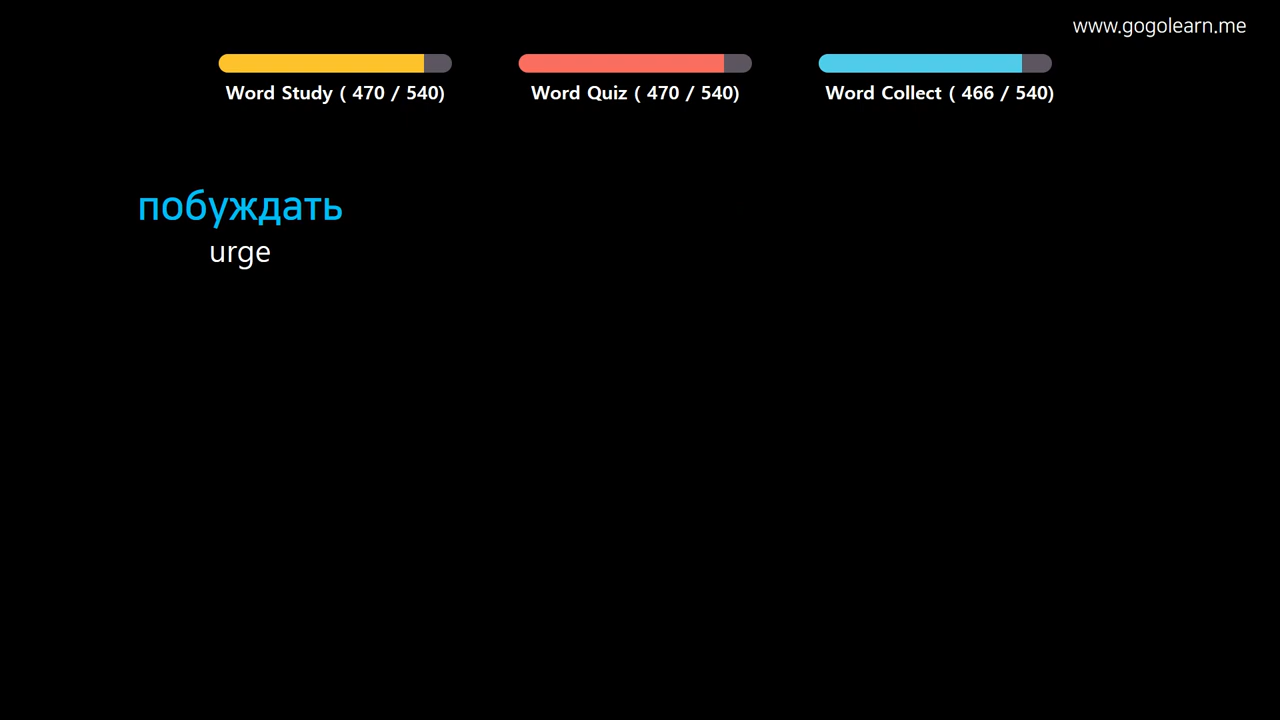 www.gogolearn.me
Word Study ( 470 / 540)
Word Quiz ( 470 / 540)
Word Collect ( 466 / 540)
побуждать
urge